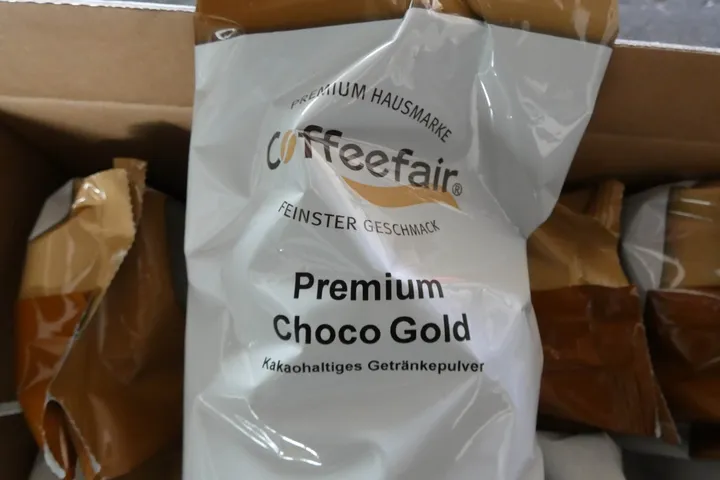 PREMIUM HAUSMARKE
Coffeefair®
FEINSTER GESCHMACK
Premium
Choco Gold
Kakaohaltiges Getränkepulver